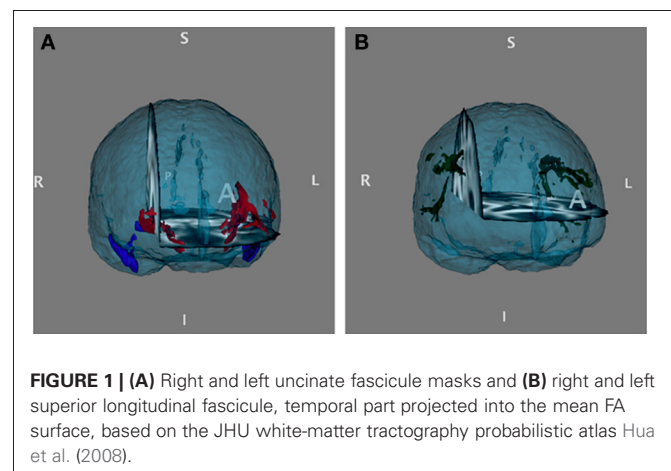 A
S
R
P
A
L
I
B
S
R
A
L
I
FIGURE 1 | (A) Right and left uncinate fascicule masks and (B) right and left
superior longitudinal fascicule, temporal part projected into the mean FA
surface, based on the JHU white-matter tractography probabilistic atlas Hua
et al. (2008).